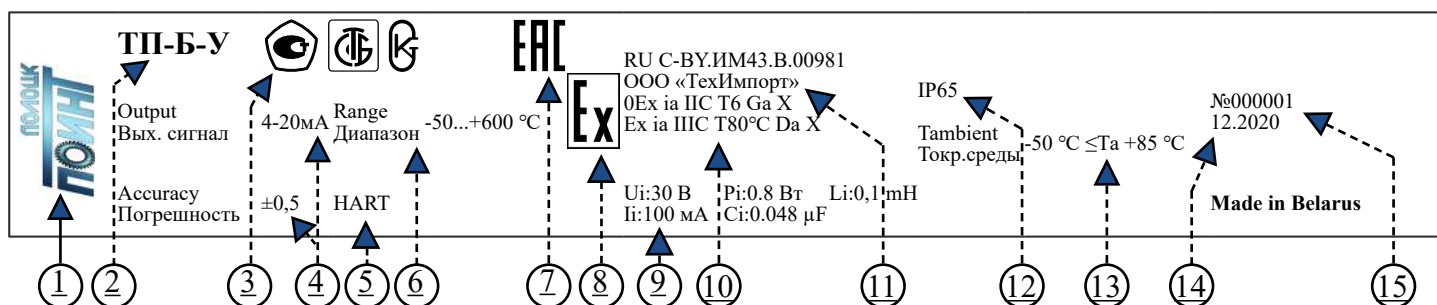 ПОЛОЦК
ПОИНТ
ТП-Б-У
Output
Вых. сигнал
4-20мА
Range
Диапазон
-50...+600 °С
Accuracy
Погрешность
±0,5
HART
EAC
Ex
RU С-BY.ИМ43.В.00981
ООО «ТехИмпорт»
0Ex ia IIC T6 Ga X
Ex ia IIIC T80°C Da X
Ui:30 В Pi:0.8 Вт Li:0,1 mH
Ii:100 мА Ci:0.048 μF
IP65
Tambient
Токр.среды
-50 °С ≤Ta +85 °С
№000001
12.2020
Made in Belarus
1 2 3 4 5 6 7 8 9 10 11 12 13 14 15